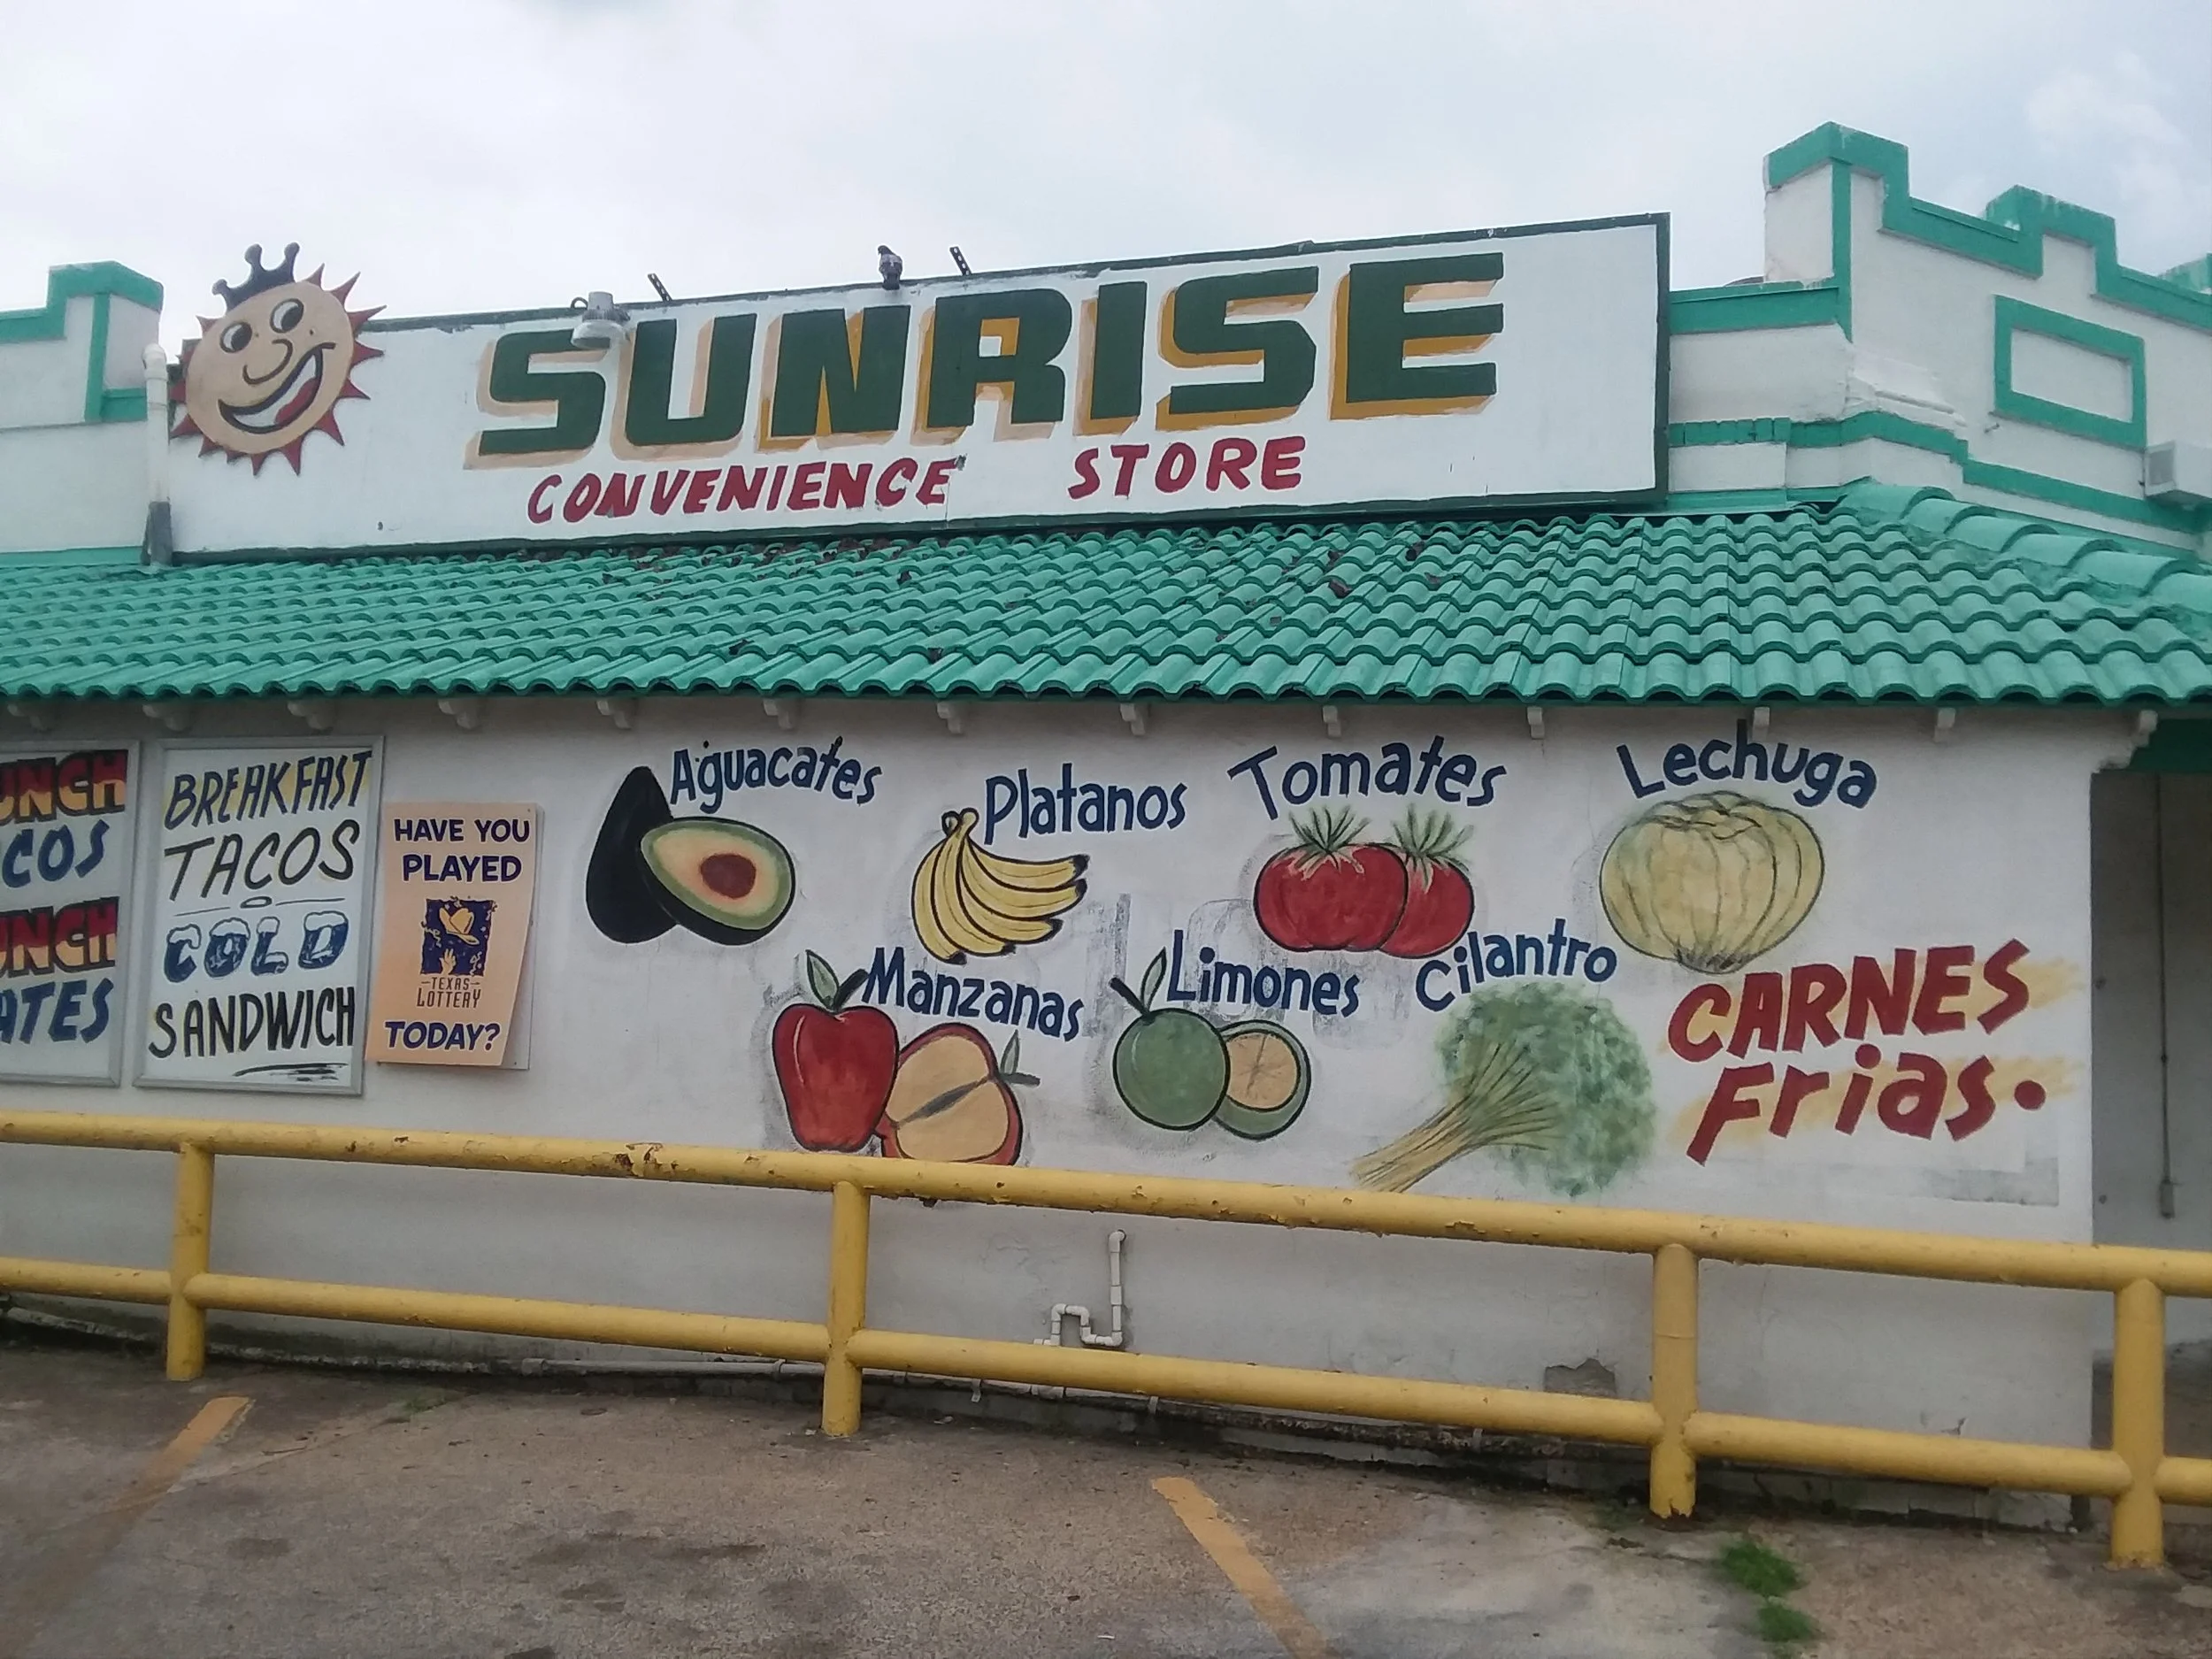 SUNRISE
CONVENIENCE STORE
BREAKFAST
TACOS
COLD
SANDWICH
HAVE YOU
PLAYED
TEXAS
LOTTERY
TODAY?
Aguacates
Platanos
Tomates
Lechuga
Manzanas
Limones
Cilantro
CARNES
Frias.